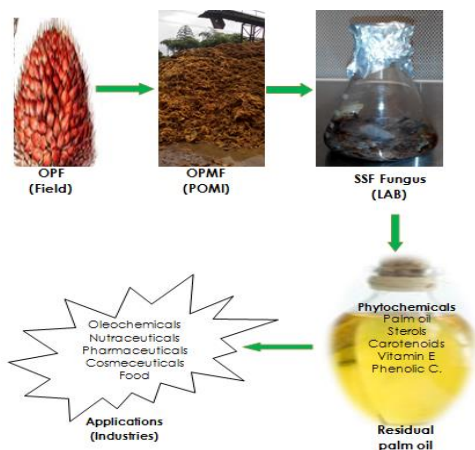 OPF
(Field)
OPMF
(POMI)
SSF Fungus
(LAB)
Phytochemicals
Palm oil
Sterols
Carotenoids
Vitamin E
Phenolic C.
Residual
palm oil
Oleochemicals
Nutraceuticals
Pharmaceuticals
Cosmeceuticals
Food
Applications
(Industries)